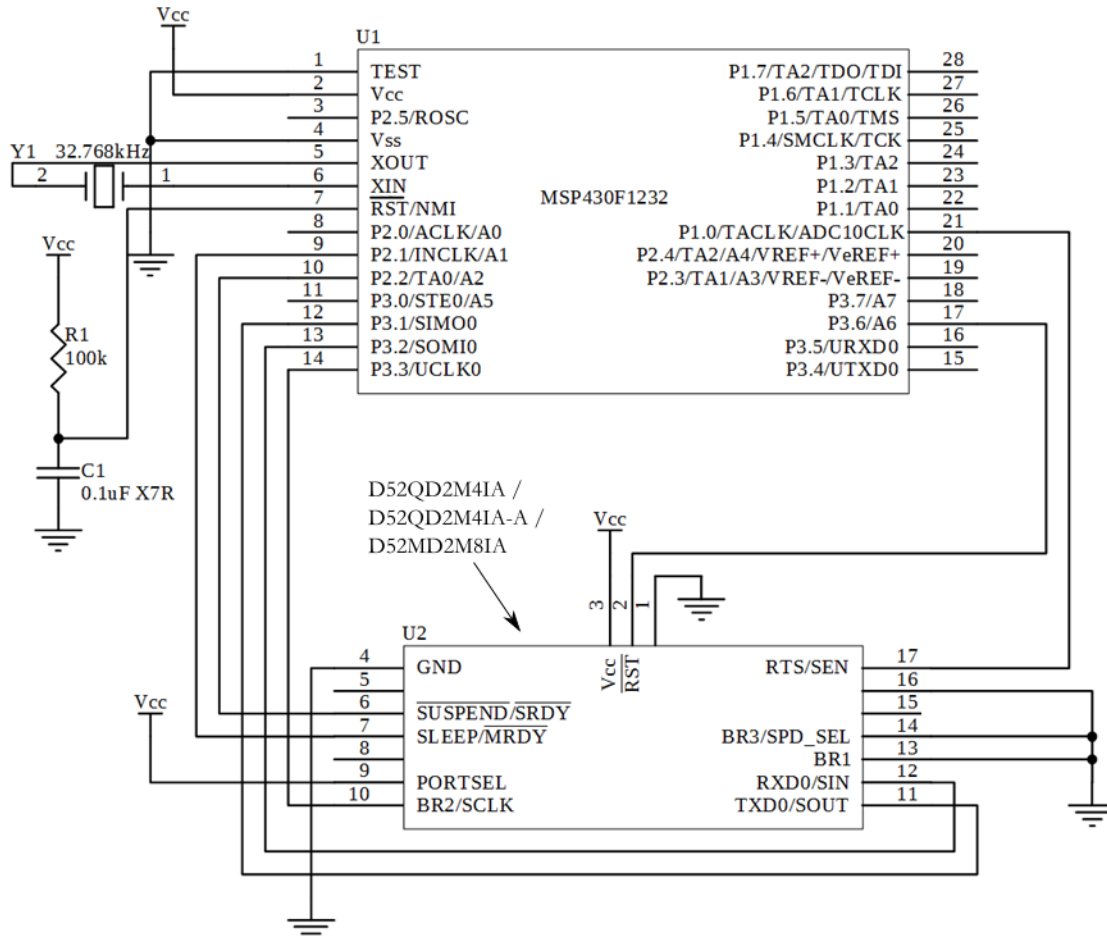 Vcc
U1
1 TEST
2 Vcc
3 P2.5/ROSC
4 Vss
5 XOUT
6 XIN
7 RST/NMI
8 P2.0/ACLK/A0
9 P2.1/INCLK/A1
10 P2.2/TA0/A2
11 P3.0/STE0/A5
12 P3.1/SIMO0
13 P3.2/SOMI0
14 P3.3/UCLK0
MSP430F1232
P1.7/TA2/TDO/TDI 28
P1.6/TA1/TCLK 27
P1.5/TA0/TMS 26
P1.4/SMCLK/TCK 25
P1.3/TA2 24
P1.2/TA1 23
P1.1/TA0 22
P1.0/TACLK/ADC10CLK 21
P2.4/TA2/A4/VREF+/VeREF+ 20
P2.3/TA1/A3/VREF-/VeREF- 19
P3.7/A7 18
P3.6/A6 17
P3.5/URXD0 16
P3.4/UTXD0 15
Y1 32.768kHz
2 1
Vcc
R1
100k
C1
0.1uF X7R
D52QD2M4IA /
D52QD2M4IA-A /
D52MD2M8IA
Vcc
3 2 1
U2
Vcc RST
4 GND
5
6 SUSPEND/SRDY
7 SLEEP/MRDY
8
9 PORTSEL
10 BR2/SCLK
Vcc
RTS/SEN 17
16
15
BR3/SPD_SEL 14
BR1 13
RXD0/SIN 12
TXD0/SOUT 11